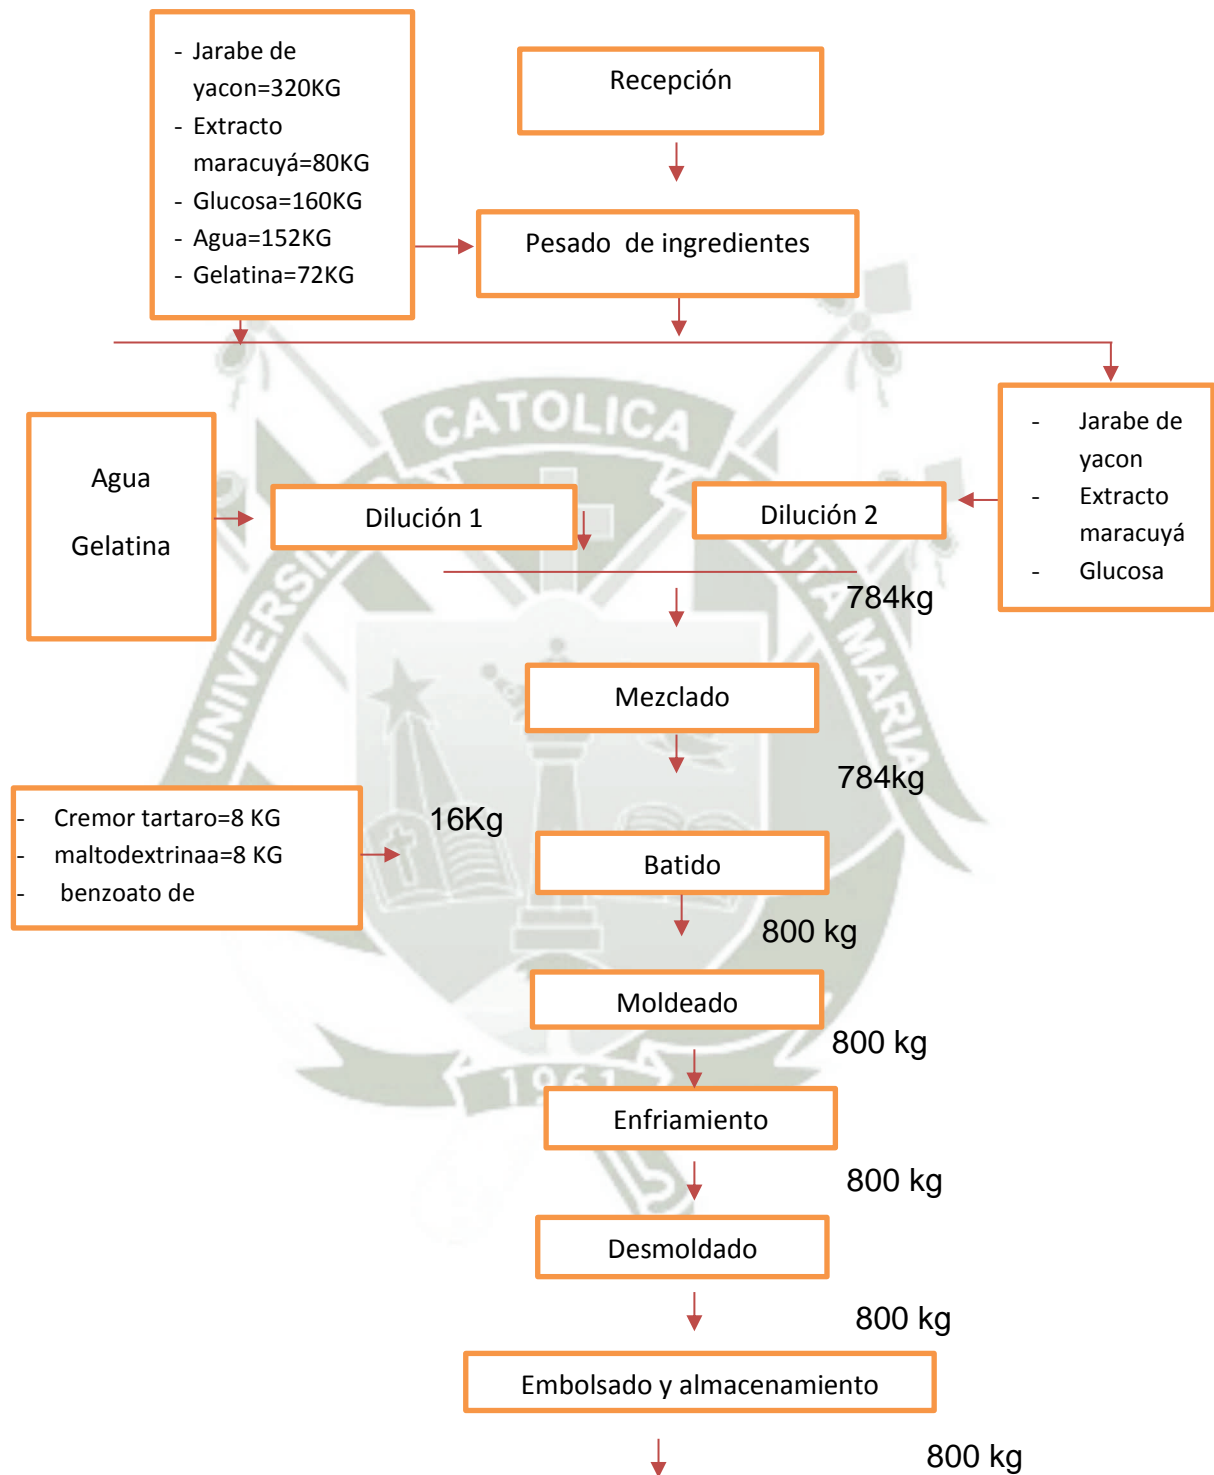 - Jarabe de
yacon=320KG
- Extracto
maracuyá=80KG
- Glucosa=160KG
- Agua=152KG
- Gelatina=72KG
Recepción
Pesado de ingredientes
Agua
Gelatina
Dilución 1
Dilución 2
- Jarabe de
yacon
- Extracto
maracuyá
- Glucosa
784kg
Mezclado
784kg
- Cremor tartaro=8 KG
- maltodextrinaa=8 KG
- benzoato de
16Kg
Batido
800 kg
Moldeado
800 kg
Enfriamiento
800 kg
Desmoldado
800 kg
Embolsado y almacenamiento
800 kg
CATOLICA
MARIA
1961